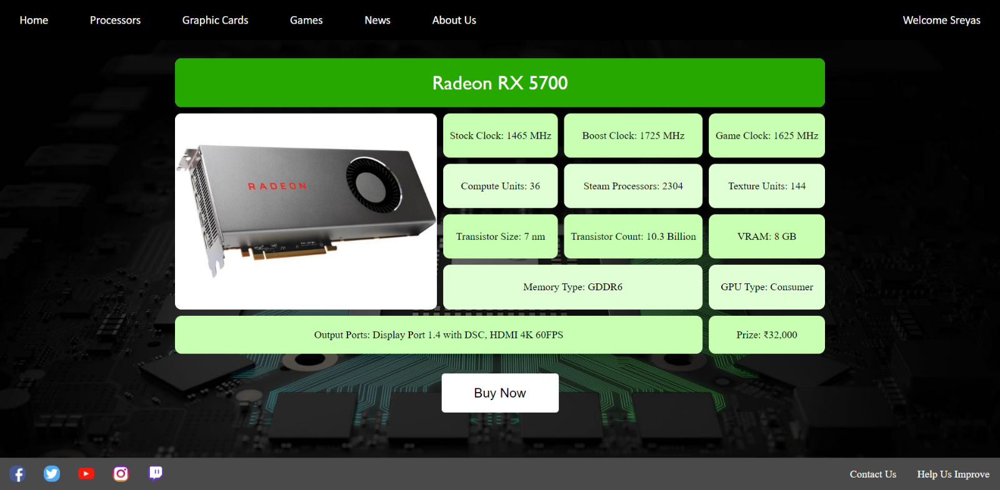 Home Processors Graphic Cards Games News About Us Welcome Sreyas
Radeon RX 5700
RADEON
Stock Clock: 1465 MHz
Boost Clock: 1725 MHz
Game Clock: 1625 MHz
Compute Units: 36
Steam Processors: 2304
Texture Units: 144
Transistor Size: 7 nm
Transistor Count: 10.3 Billion
VRAM: 8 GB
Memory Type: GDDR6
GPU Type: Consumer
Output Ports: Display Port 1.4 with DSC, HDMI 4K 60FPS
Prize: ₹32,000
Buy Now
Contact Us Help Us Improve